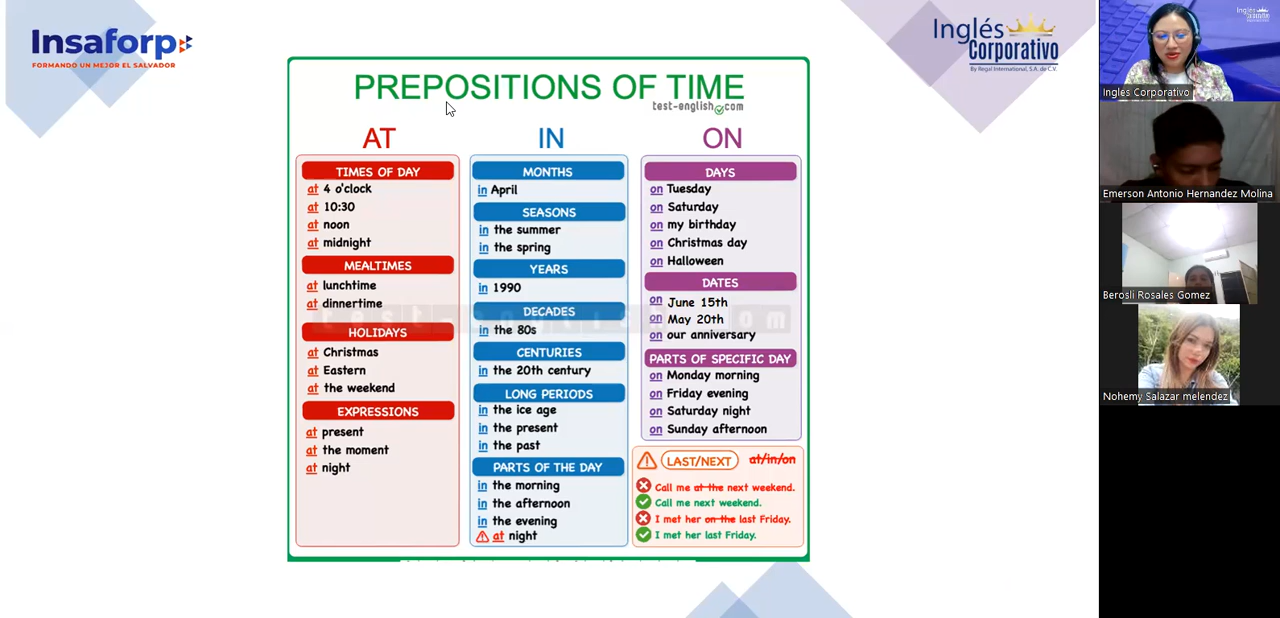 Insaforp
FORMANDO UN MEJOR EL SALVADOR
Inglés
Corporativo
By Regal International, S.A. de C.V.
PREPOSITIONS OF TIME
test-english.com
AT
TIMES OF DAY
at 4 o'clock
at 10:30
at noon
at midnight
MEALTIMES
at lunchtime
at dinnertime
HOLIDAYS
at Christmas
at Eastern
at the weekend
EXPRESSIONS
at present
at the moment
at night
IN
MONTHS
in April
SEASONS
in the summer
in the spring
YEARS
in 1990
DECADES
in the 80s
CENTURIES
in the 20th century
LONG PERIODS
in the ice age
in the present
in the past
PARTS OF THE DAY
in the morning
in the afternoon
in the evening
at night
ON
DAYS
on Tuesday
on Saturday
on my birthday
on Christmas day
on Halloween
DATES
on June 15th
on May 20th
on our anniversary
PARTS OF SPECIFIC DAY
on Monday morning
on Friday evening
on Saturday night
on Sunday afternoon
LAST/NEXT at/in/on
Call me at the next weekend.
Call me next weekend.
I met her on the last Friday.
I met her last Friday.
Inglés
Ingles Corporativo
Emerson Antonio Hernandez Molina
Berosli Rosales Gomez
Nohemy Salazar melendez